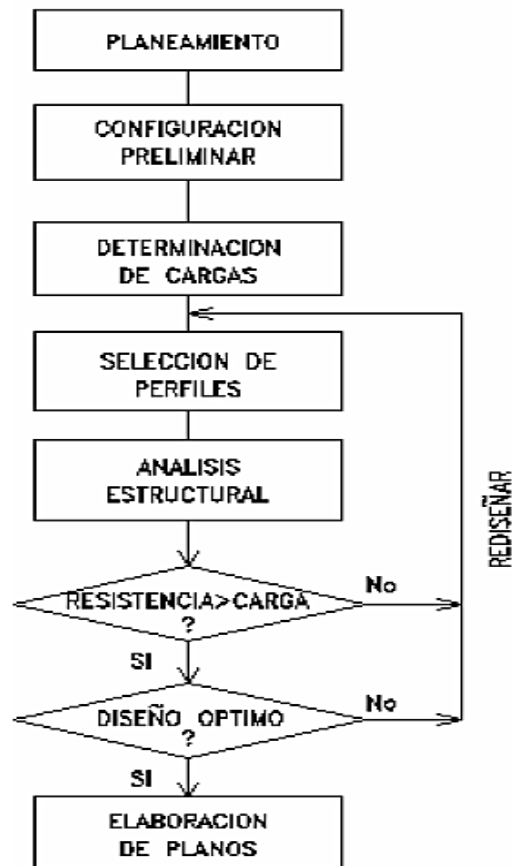 PLANEAMIENTO
CONFIGURACION
PRELIMINAR
DETERMINACION
DE CARGAS
SELECCION DE
PERFILES
ANALISIS
ESTRUCTURAL
RESISTENCIA>CARGA
?
No
SI
DISEÑO OPTIMO
?
No
SI
ELABORACION
DE PLANOS
REDISEÑAR